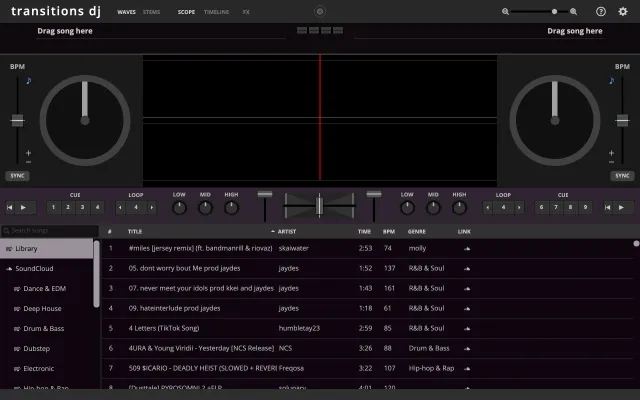 transitions dj WAVES STEMS SCOPE TIMELINE FX
Drag song here Drag song here
BPM BPM
SYNC SYNC
CUE LOOP LOW MID HIGH LOW MID HIGH LOOP CUE
1 2 3 4 4 4 6 7 8 9
Search songs # TITLE ARTIST TIME BPM GENRE LINK
Library 1 #miles [jersey remix] (ft. bandmanrill & riovaz) skaiwater 2:53 74 molly
SoundCloud 2 05. dont worry bout Me prod jaydes jaydes 1:52 137 R&B & Soul
Dance & EDM 3 07. never meet your idols prod kkei and jaydes jaydes 1:43 161 R&B & Soul
Deep House 4 09. hateinterlude prod jaydes jaydes 1:18 61 R&B & Soul
Drum & Bass 5 4 Letters (TikTok Song) humbletay23 2:59 85 R&B & Soul
Dubstep 6 4URA & Young Viridii - Yesterday [NCS Release] NCS 3:26 88 Drum & Bass
Electronic 7 509 $ICARIO - DEADLY HEIST (SLOWED + REVER Freqosa 3:22 107 Hip-hop & Rap
Hip-hop & Rap 8 4:01 120